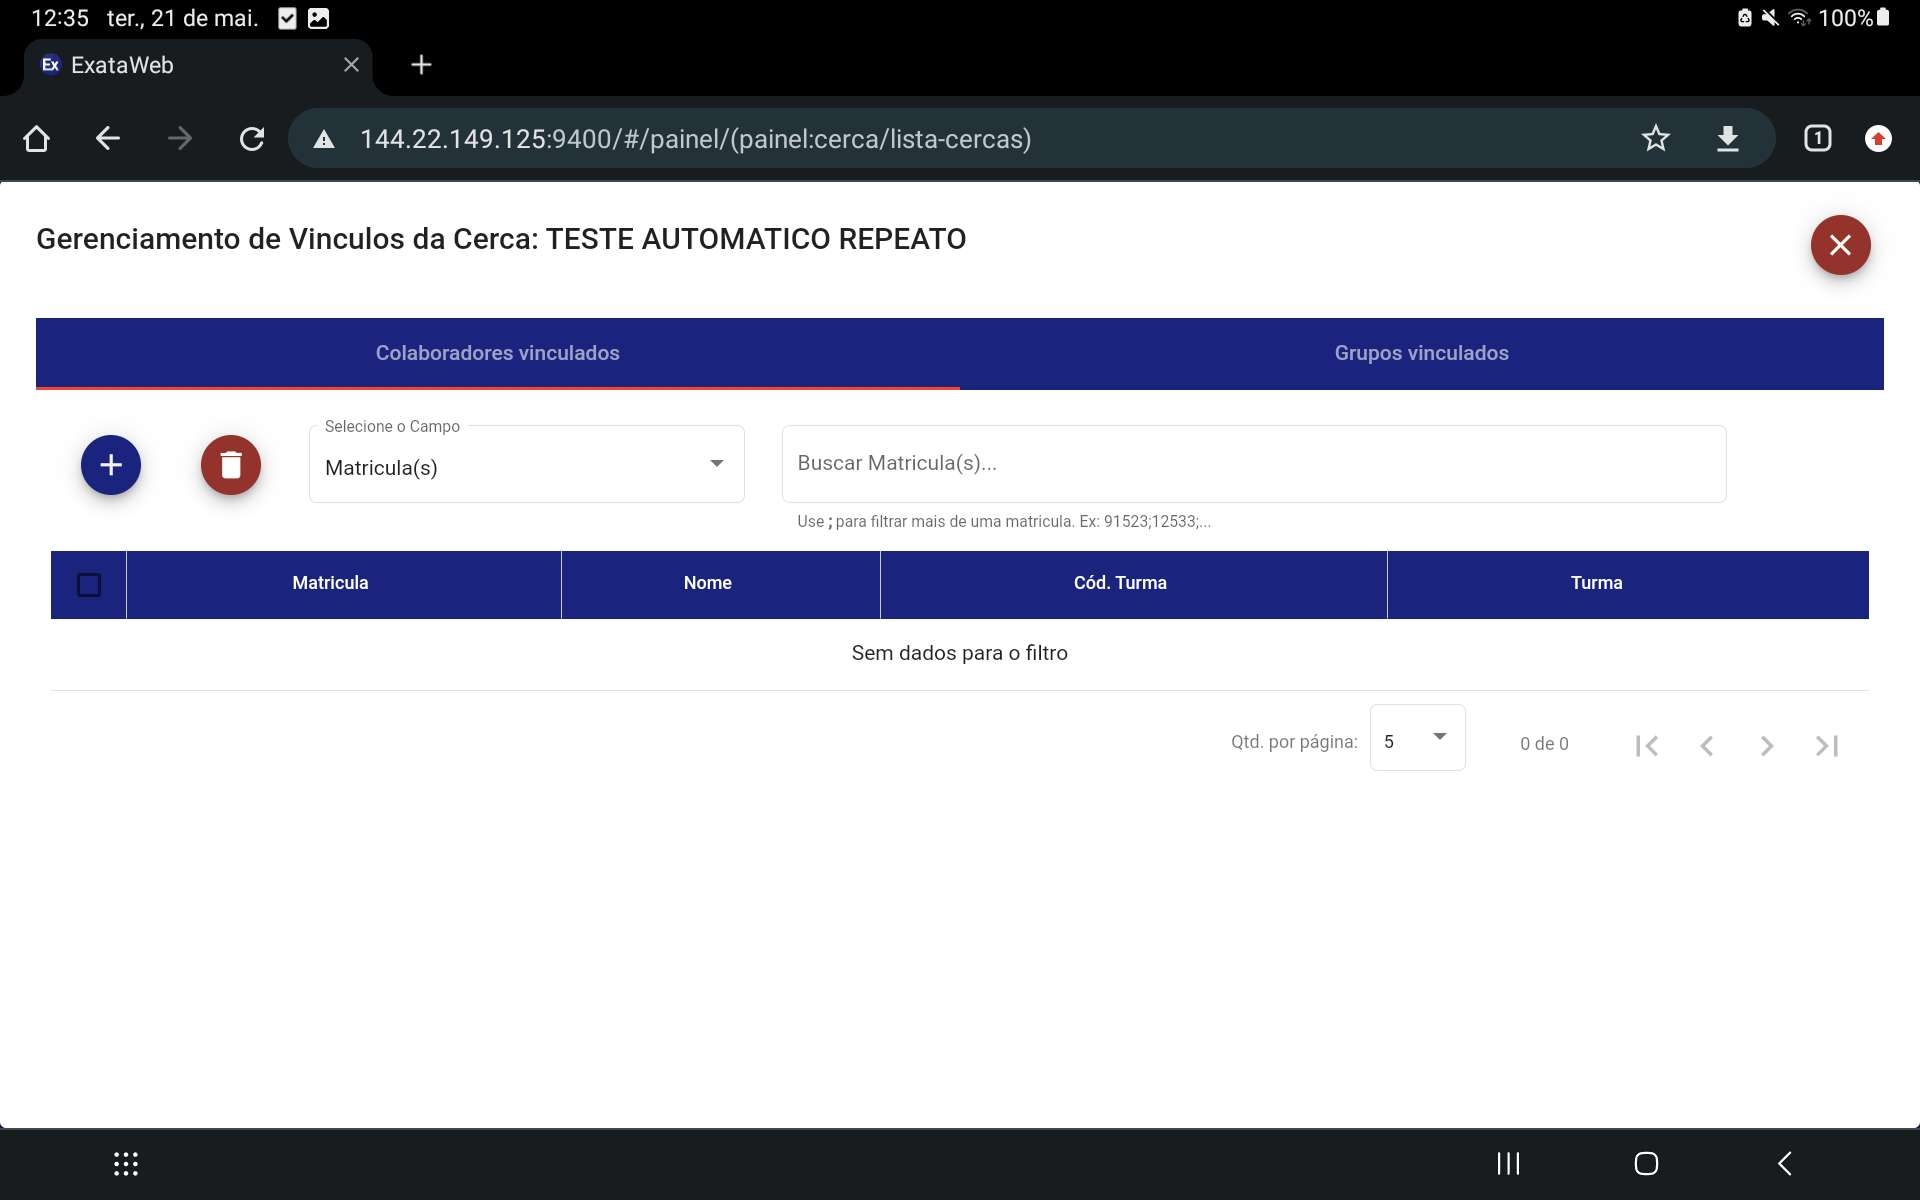 12:35 ter., 21 de mai. 100%
Ex ExataWeb
144.22.149.125:9400/#/painel/(painel:cerca/lista-cercas) 1
Gerenciamento de Vinculos da Cerca: TESTE AUTOMATICO REPEATO
Colaboradores vinculados Grupos vinculados
Selecione o Campo
Matricula(s) Buscar Matricula(s)...
Use ; para filtrar mais de uma matricula. Ex: 91523;12533;...
Matricula Nome Cód. Turma Turma
Sem dados para o filtro
Qtd. por página: 5 0 de 0